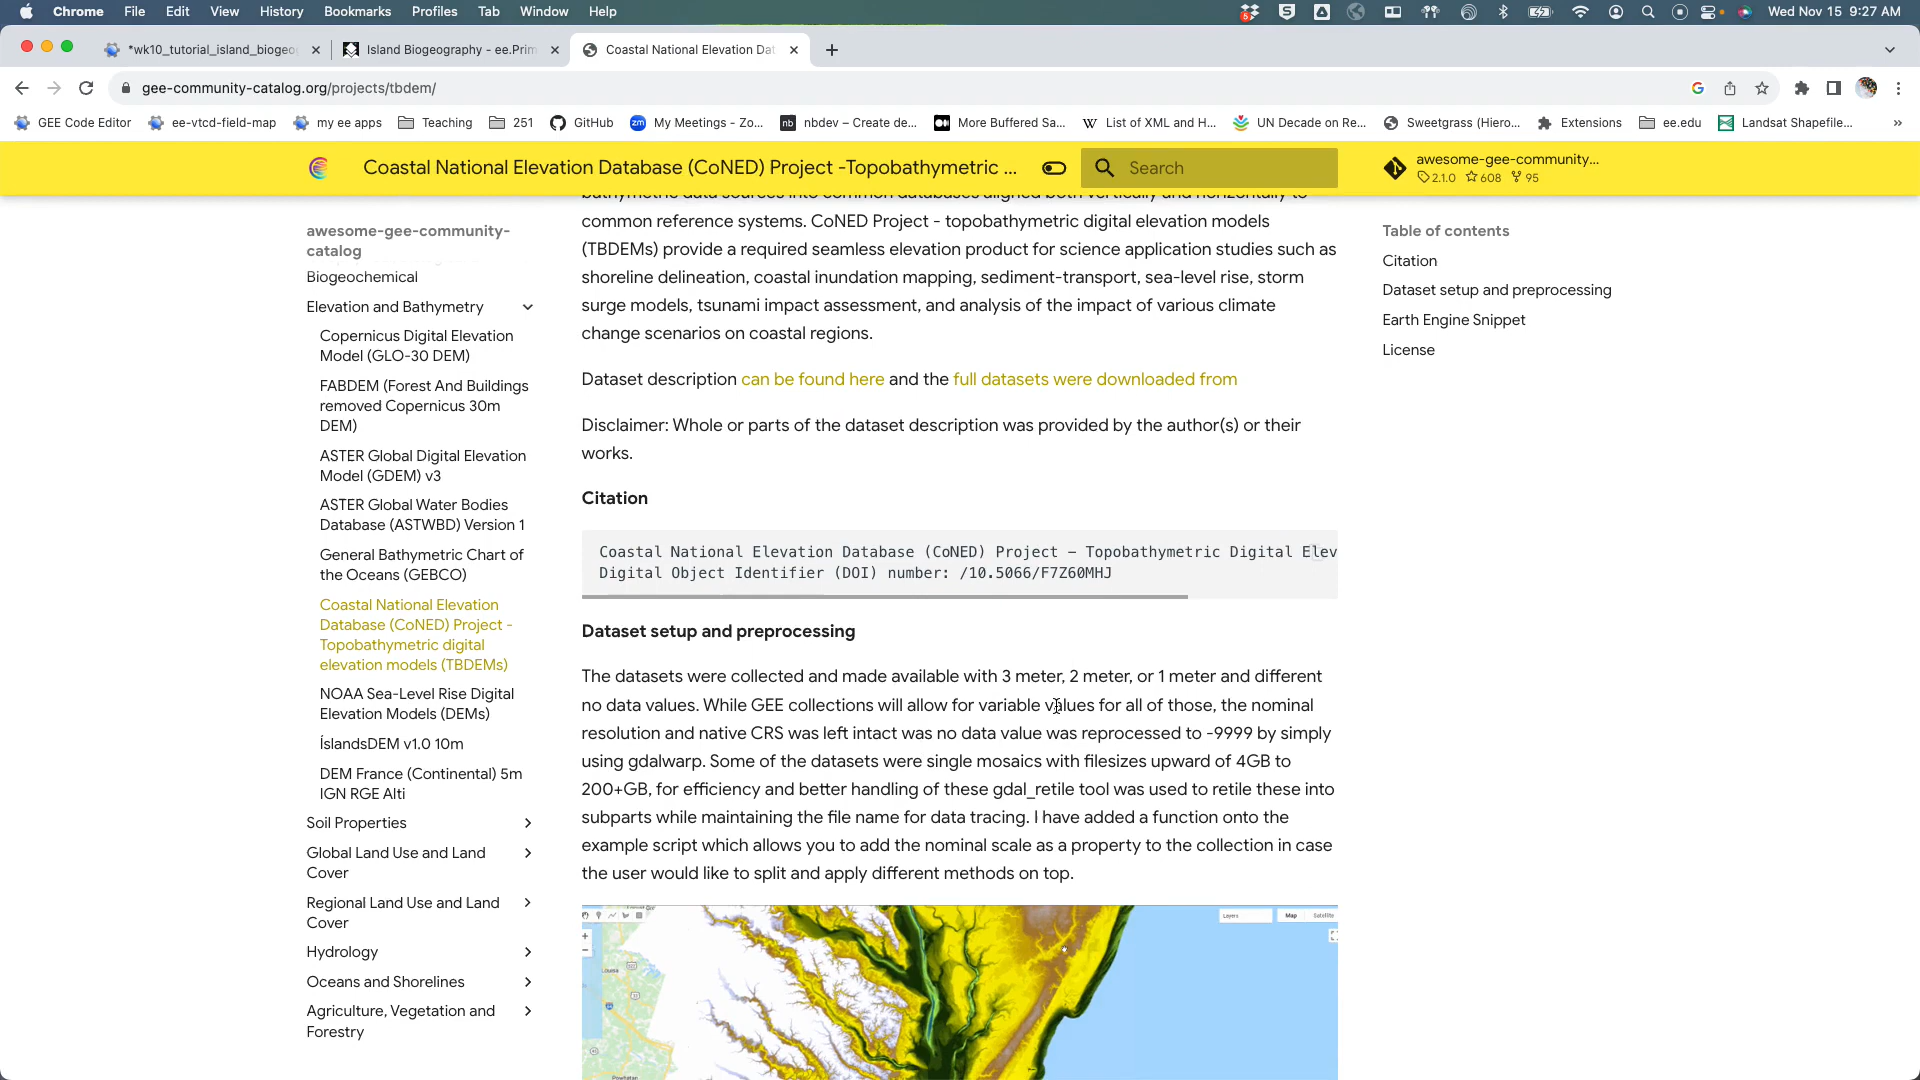 Chrome File Edit View History Bookmarks Profiles Tab Window Help
5 Wed Nov 15 9:27 AM
*wk10_tutorial_island_biogeo
Island Biogeography - ee.Prim
Coastal National Elevation Dat
gee-community-catalog.org/projects/tbdem/
GEE Code Editor
ee-vtcd-field-map
my ee apps
Teaching
251
GitHub
zm My Meetings - Zo...
nb nbdev – Create de...
More Buffered Sa...
W List of XML and H...
UN Decade on Re...
Sweetgrass (Hiero...
Extensions
ee.edu
Landsat Shapefile...
»
Coastal National Elevation Database (CoNED) Project -Topobathymetric ...
Search
awesome-gee-community...
2.1.0 608 95
awesome-gee-community-
catalog
Biogeochemical
Elevation and Bathymetry
Copernicus Digital Elevation
Model (GLO-30 DEM)
FABDEM (Forest And Buildings
removed Copernicus 30m
DEM)
ASTER Global Digital Elevation
Model (GDEM) v3
ASTER Global Water Bodies
Database (ASTWBD) Version 1
General Bathymetric Chart of
the Oceans (GEBCO)
Coastal National Elevation
Database (CoNED) Project -
Topobathymetric digital
elevation models (TBDEMs)
NOAA Sea-Level Rise Digital
Elevation Models (DEMs)
ÍslandsDEM v1.0 10m
DEM France (Continental) 5m
IGN RGE Alti
Soil Properties
Global Land Use and Land
Cover
Regional Land Use and Land
Cover
Hydrology
Oceans and Shorelines
Agriculture, Vegetation and
Forestry
bathymetric data sources into common databases aligned both vertically and horizontally to
common reference systems. CoNED Project - topobathymetric digital elevation models
(TBDEMs) provide a required seamless elevation product for science application studies such as
shoreline delineation, coastal inundation mapping, sediment-transport, sea-level rise, storm
surge models, tsunami impact assessment, and analysis of the impact of various climate
change scenarios on coastal regions.
Dataset description can be found here and the full datasets were downloaded from
Disclaimer: Whole or parts of the dataset description was provided by the author(s) or their
works.
Citation
Coastal National Elevation Database (CoNED) Project – Topobathymetric Digital Elev
Digital Object Identifier (DOI) number: /10.5066/F7Z60MHJ
Dataset setup and preprocessing
The datasets were collected and made available with 3 meter, 2 meter, or 1 meter and different
no data values. While GEE collections will allow for variable values for all of those, the nominal
resolution and native CRS was left intact was no data value was reprocessed to -9999 by simply
using gdalwarp. Some of the datasets were single mosaics with filesizes upward of 4GB to
200+GB, for efficiency and better handling of these gdal_retile tool was used to retile these into
subparts while maintaining the file name for data tracing. I have added a function onto the
example script which allows you to add the nominal scale as a property to the collection in case
the user would like to split and apply different methods on top.
Layers Map Satellite
Louisa
Powhatan
Table of contents
Citation
Dataset setup and preprocessing
Earth Engine Snippet
License